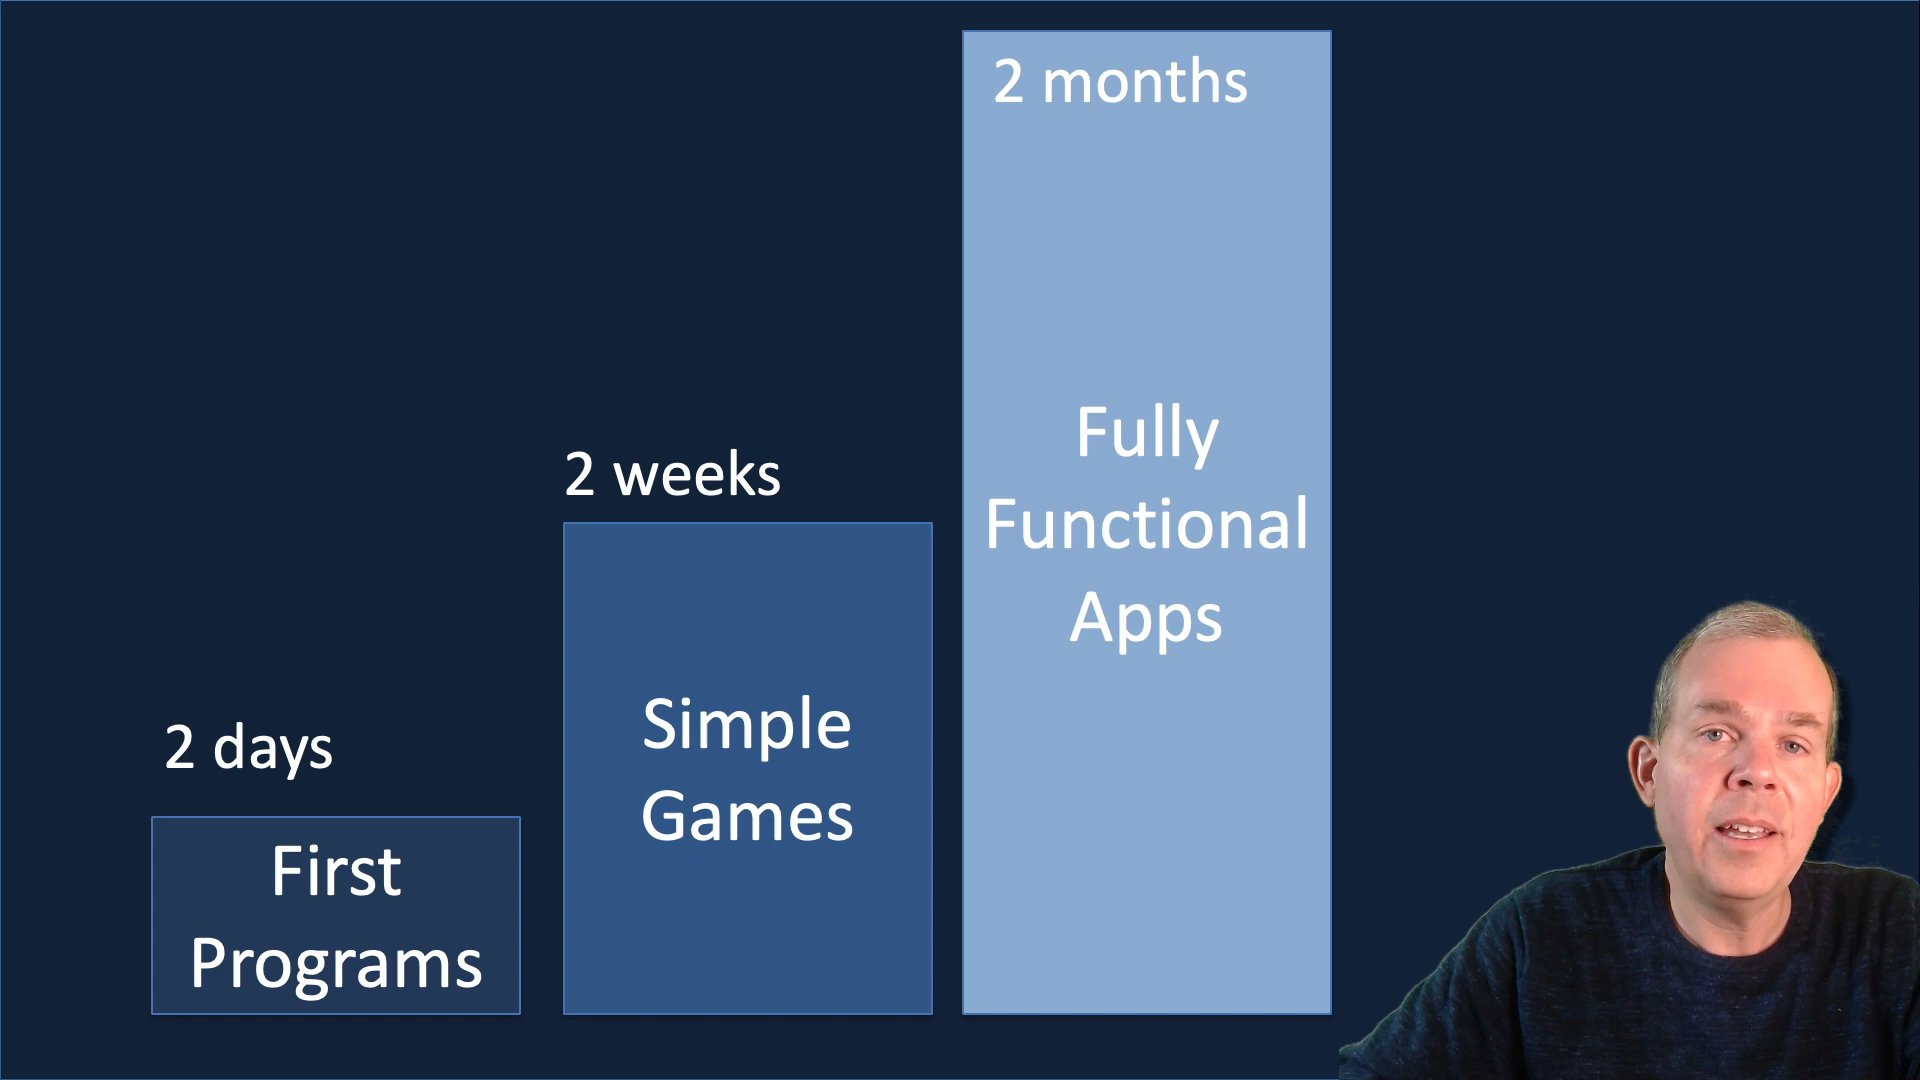 2 days
First
Programs
2 weeks
Simple
Games
2 months
Fully
Functional
Apps